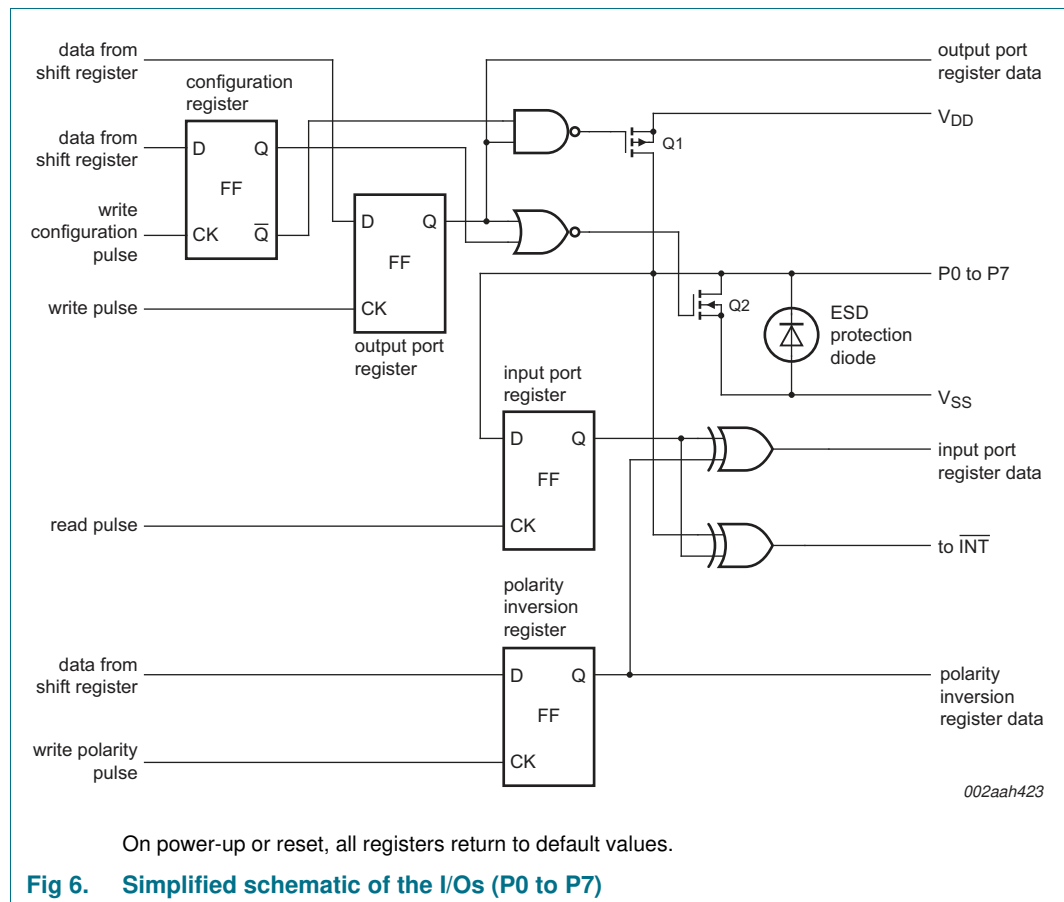 data from
shift register
output port
register data
configuration
register
VDD
Q1
data from
shift register
D
Q
FF
write
configuration
pulse
CK
Q̅
D
Q
FF
CK
write pulse
output port
register
P0 to P7
Q2
ESD
protection
diode
VSS
input port
register
D
Q
FF
CK
input port
register data
read pulse
to I̅N̅T̅
polarity
inversion
register
data from
shift register
D
Q
FF
CK
polarity
inversion
register data
write polarity
pulse
002aah423
On power-up or reset, all registers return to default values.
Fig 6. Simplified schematic of the I/Os (P0 to P7)